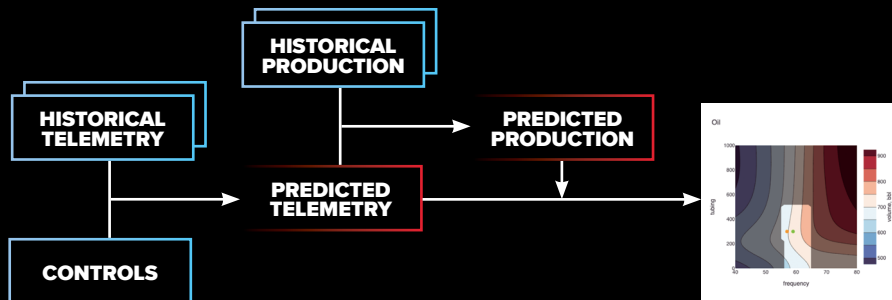 HISTORICAL
PRODUCTION
HISTORICAL
TELEMETRY
PREDICTED
PRODUCTION
PREDICTED
TELEMETRY
CONTROLS
Oil
1000
800
600
400
200
0
tubing
40
50
60
70
80
frequency
900
800
700
600
500
volume, bbl